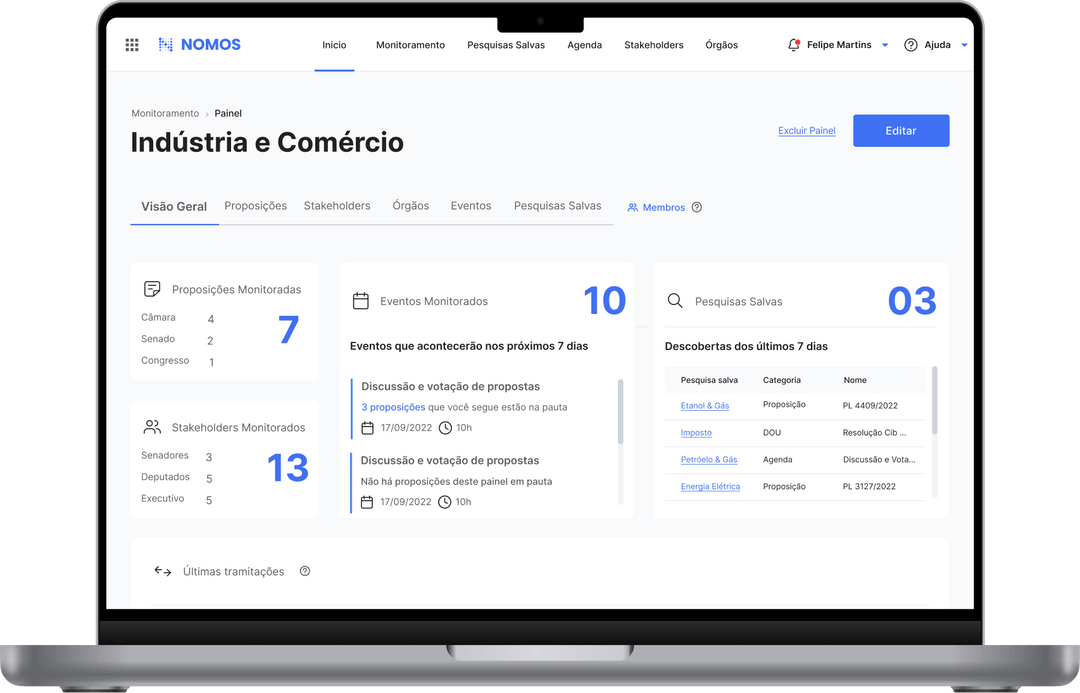 NOMOS
Inicio Monitoramento Pesquisas Salvas Agenda Stakeholders Órgãos Felipe Martins Ajuda
Monitoramento › Painel
Indústria e Comércio
Excluir Painel Editar
Visão Geral Proposições Stakeholders Órgãos Eventos Pesquisas Salvas Membros
Proposições Monitoradas
Câmara 4
Senado 2
Congresso 1
7
Stakeholders Monitorados
Senadores 3
Deputados 5
Executivo 5
13
Eventos Monitorados 10
Eventos que acontecerão nos próximos 7 dias
Discussão e votação de propostas
3 proposições que você segue estão na pauta
17/09/2022 10h
Discussão e votação de propostas
Não há proposições deste painel em pauta
17/09/2022 10h
Pesquisas Salvas 03
Descobertas dos últimos 7 dias
Pesquisa salva Categoria Nome
Etanol & Gás Proposição PL 4409/2022
Imposto DOU Resolução Cib ...
Petróelo & Gás Agenda Discussão e Vota...
Energia Elétrica Proposição PL 3127/2022
Últimas tramitações